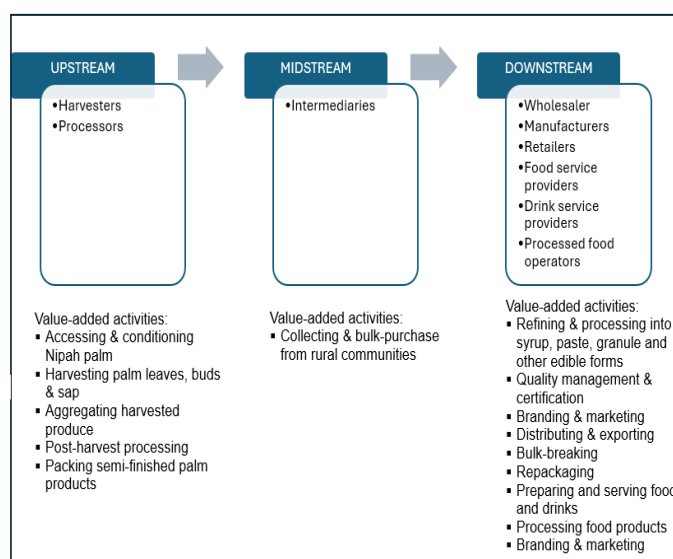 UPSTREAM
•Harvesters
•Processors
Value-added activities:
▪ Accessing & conditioning
Nipah palm
▪ Harvesting palm leaves, buds
& sap
▪ Aggregating harvested
produce
▪ Post-harvest processing
▪ Packing semi-finished palm
products
MIDSTREAM
•Intermediaries
Value-added activities:
▪ Collecting & bulk-purchase
from rural communities
DOWNSTREAM
•Wholesaler
•Manufacturers
•Retailers
•Food service
providers
•Drink service
providers
•Processed food
operators
Value-added activities:
▪ Refining & processing into
syrup, paste, granule and
other edible forms
▪ Quality management &
certification
▪ Branding & marketing
▪ Distributing & exporting
▪ Bulk-breaking
▪ Repackaging
▪ Preparing and serving food
and drinks
▪ Processing food products
▪ Branding & marketing